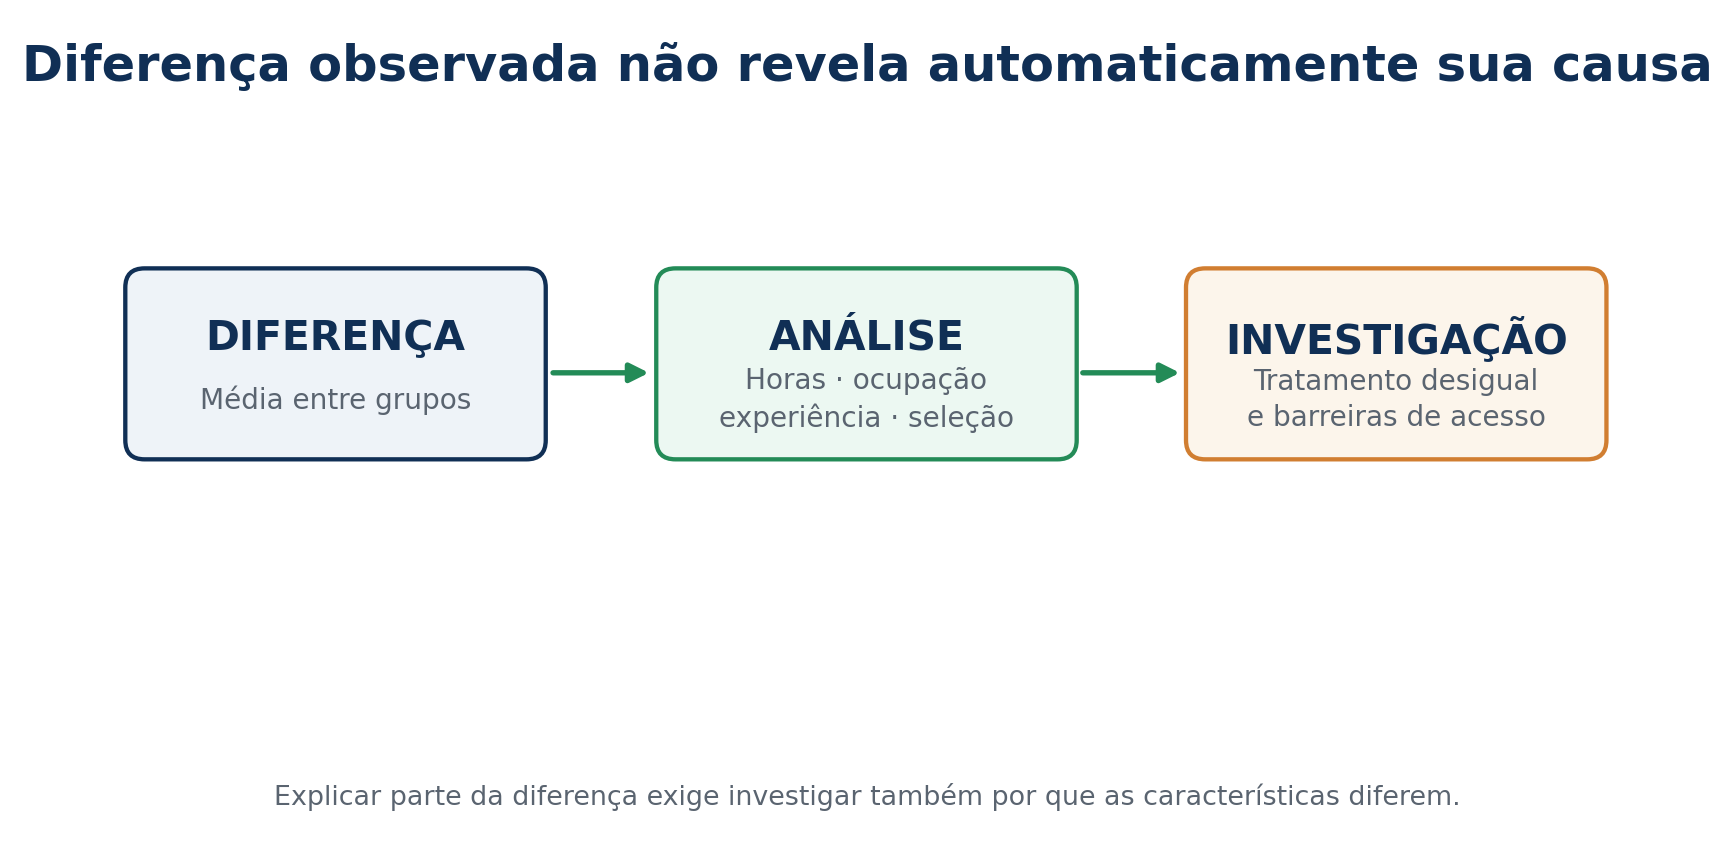 Diferença observada não revela automaticamente sua causa
DIFERENÇA
Média entre grupos
ANÁLISE
Horas · ocupação
experiência · seleção
INVESTIGAÇÃO
Tratamento desigual
e barreiras de acesso
Explicar parte da diferença exige investigar também por que as características diferem.